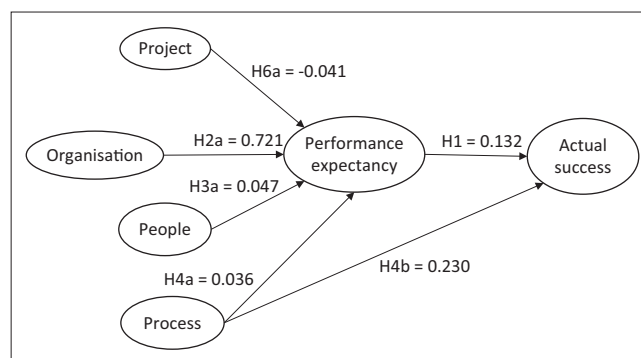 Project
H6a = -0.041
Organisation
H2a = 0.721
Performance
expectancy
H1 = 0.132
Actual
success
H3a = 0.047
People
H4a = 0.036
H4b = 0.230
Process